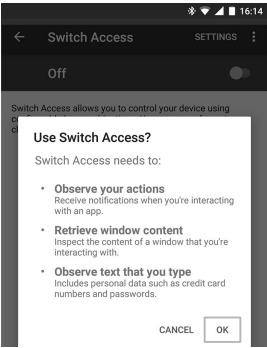 16:14
Switch Access SETTINGS
Off
Switch Access allows you to control your device using
Use Switch Access?
Switch Access needs to:
• Observe your actions
Receive notifications when you're interacting
with an app.
• Retrieve window content
Inspect the content of a window that you're
interacting with.
• Observe text that you type
Includes personal data such as credit card
numbers and passwords.
CANCEL OK